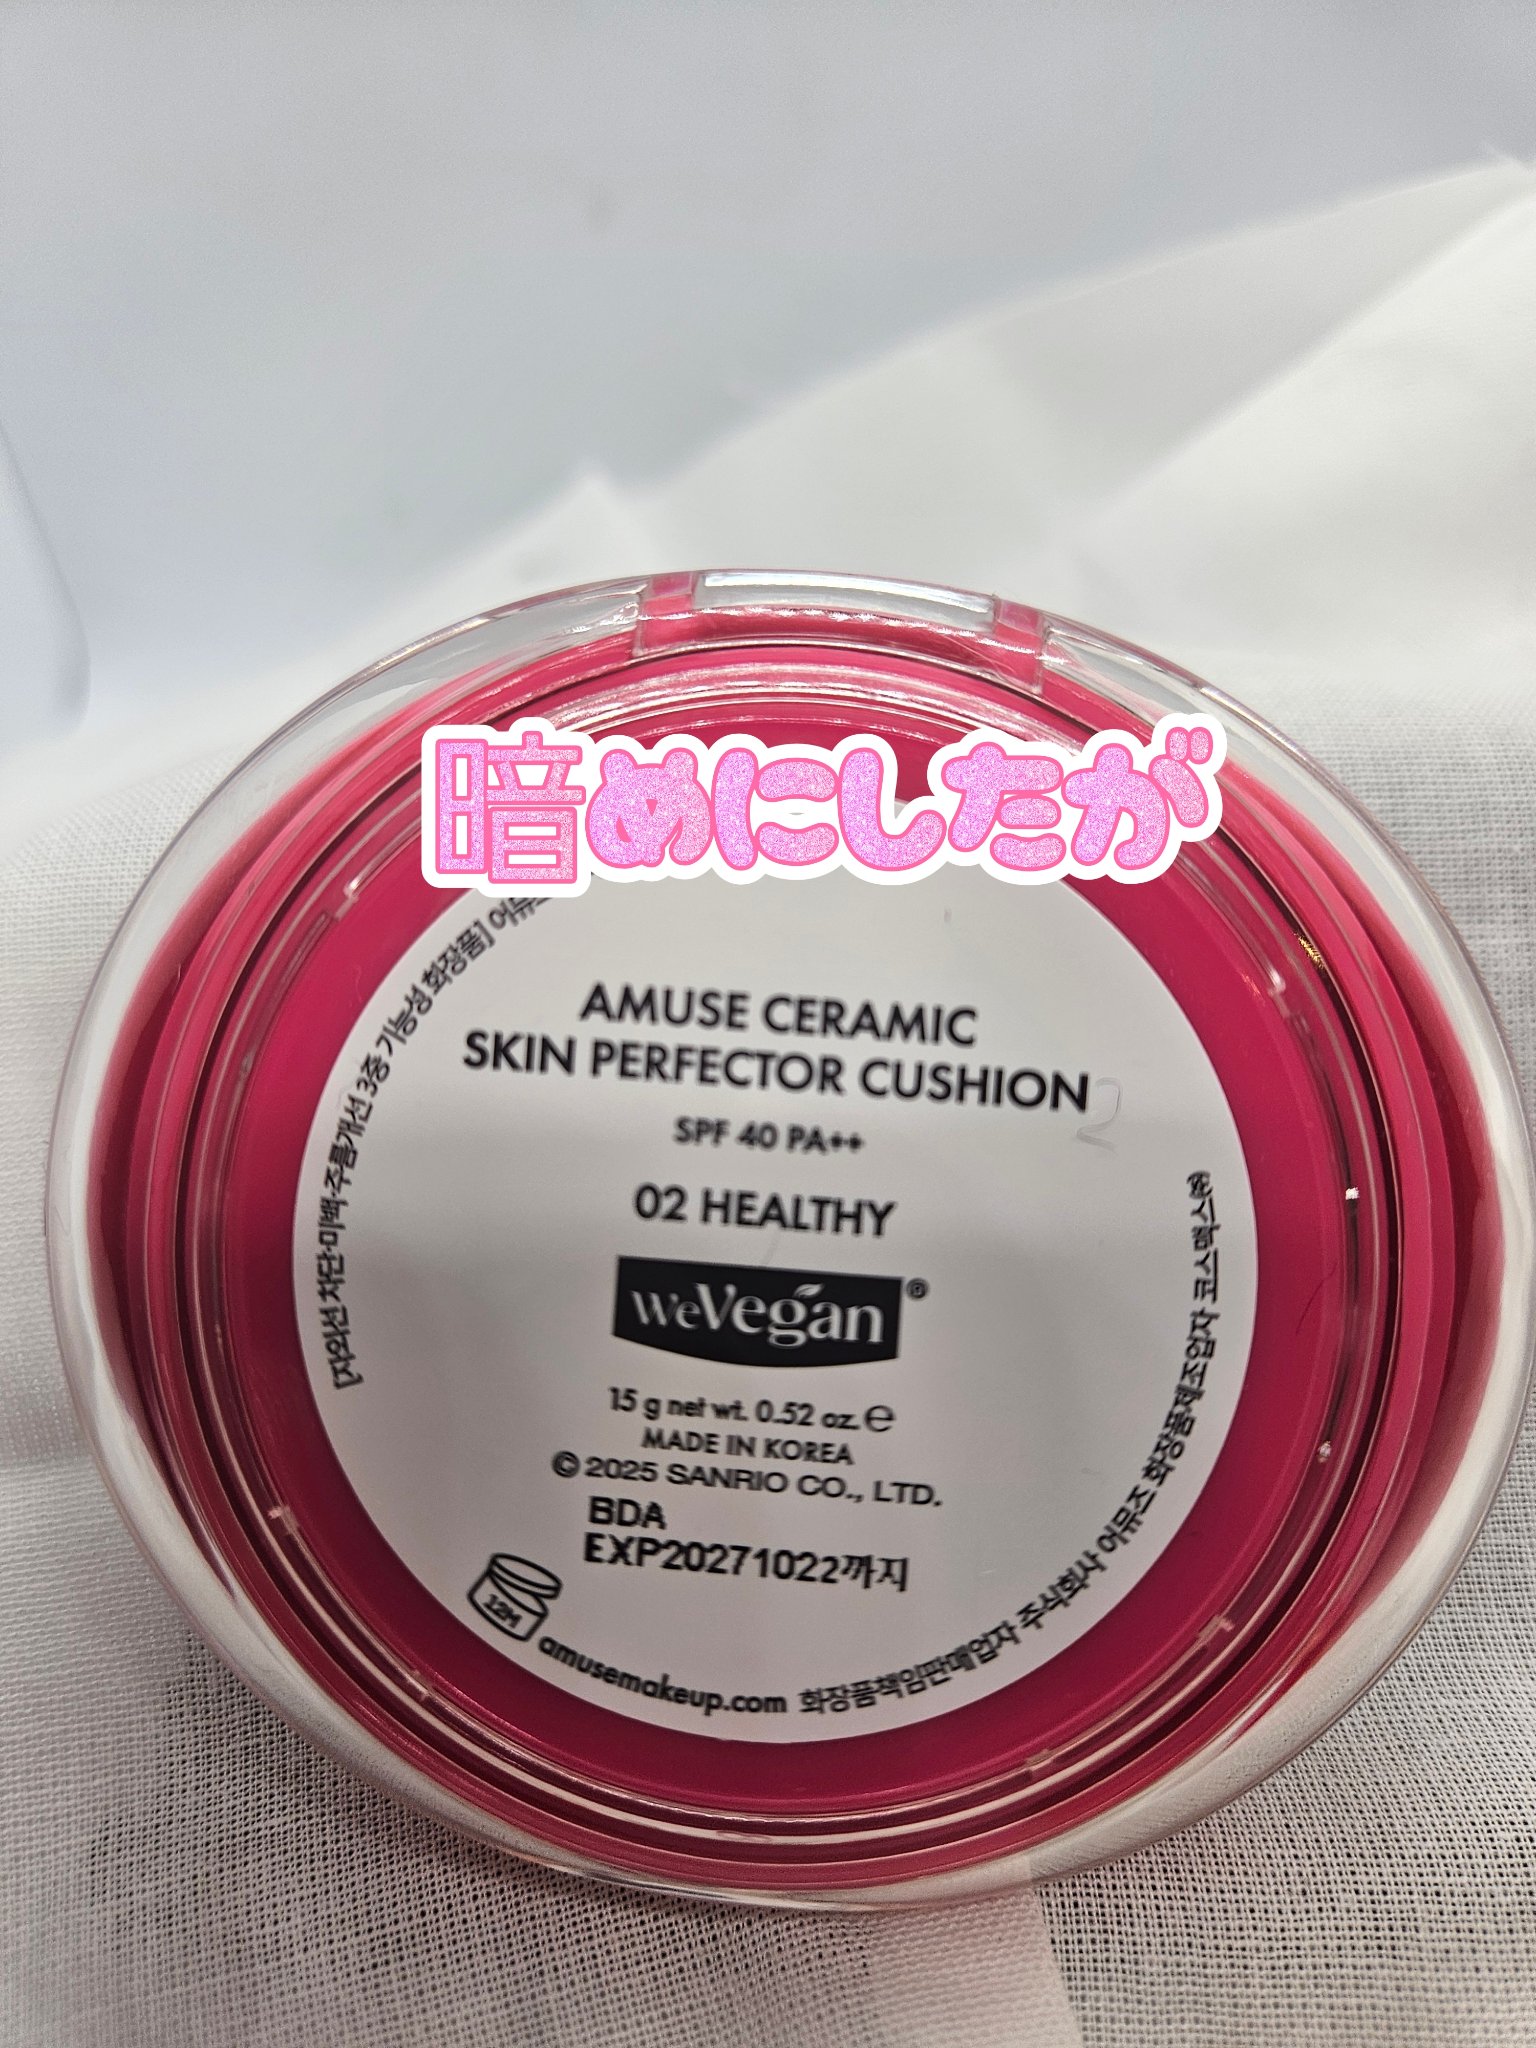 暗めにしたが
AMUSE CERAMIC
SKIN PERFECTOR CUSHION
SPF 40 PA++
02 HEALTHY
weVegan®
15 g net wt. 0.52 oz. ℮
MADE IN KOREA
© 2025 SANRIO CO., LTD.
BDA
EXP20271022까지
12M
amusemakeup.com
[자외선 차단·미백·주름개선 3중 기능성 화장품]
화장품책임판매업자 주식회사 어뮤즈 화장품제조업자 코스맥스㈜